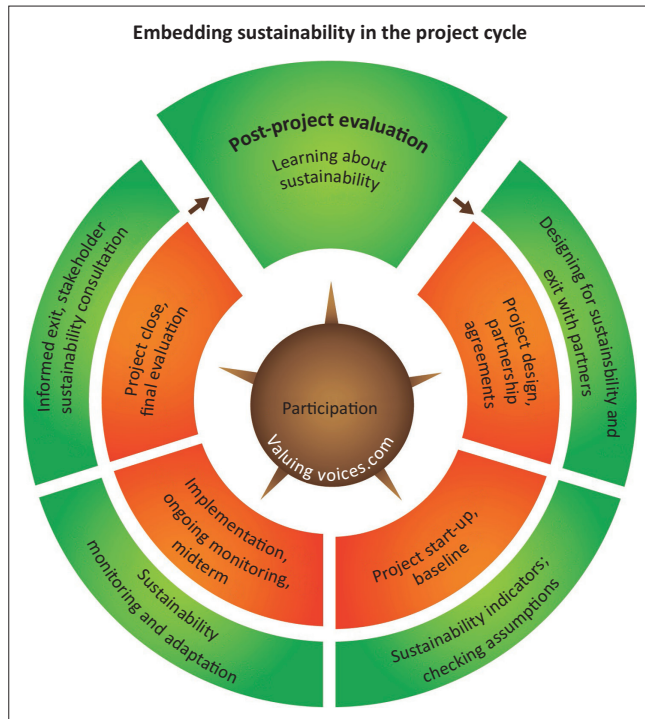 Embedding sustainability in the project cycle
Post-project evaluation
Learning about
sustainability
Designing for sustainsbility and
exit with partners
Project design,
partnership
agreements
Sustainability indicators;
checking assumptions
Project start-up,
baseline
Implementation,
ongoing monitoring,
midterm
Sustainability
monitoring and adaptation
Project close,
final evaluation
Informed exit, stakeholder
sustainability consultation
Participation
Valuing voices.com